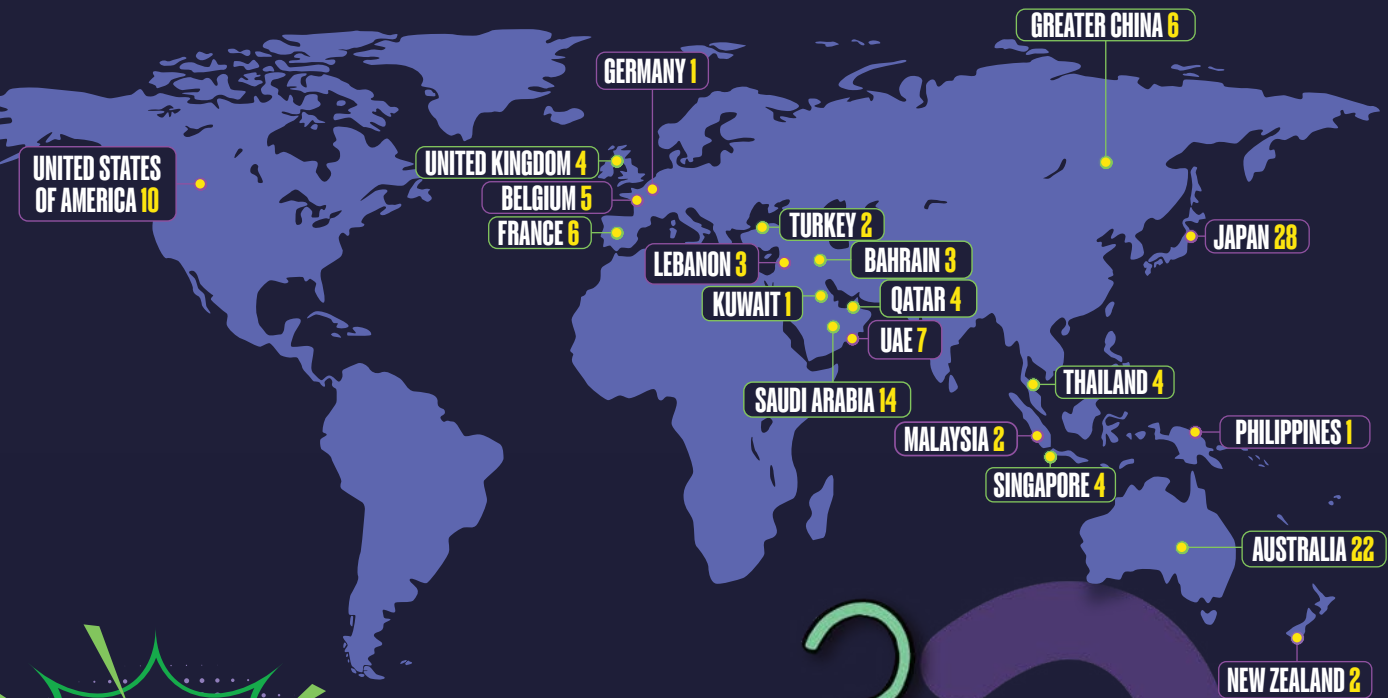 GREATER CHINA 6
GERMANY 1
UNITED STATES
OF AMERICA 10
UNITED KINGDOM 4
BELGIUM 5
FRANCE 6
TURKEY 2
JAPAN 28
LEBANON 3
BAHRAIN 3
KUWAIT 1
QATAR 4
UAE 7
SAUDI ARABIA 14
THAILAND 4
MALAYSIA 2
PHILIPPINES 1
SINGAPORE 4
AUSTRALIA 22
NEW ZEALAND 2